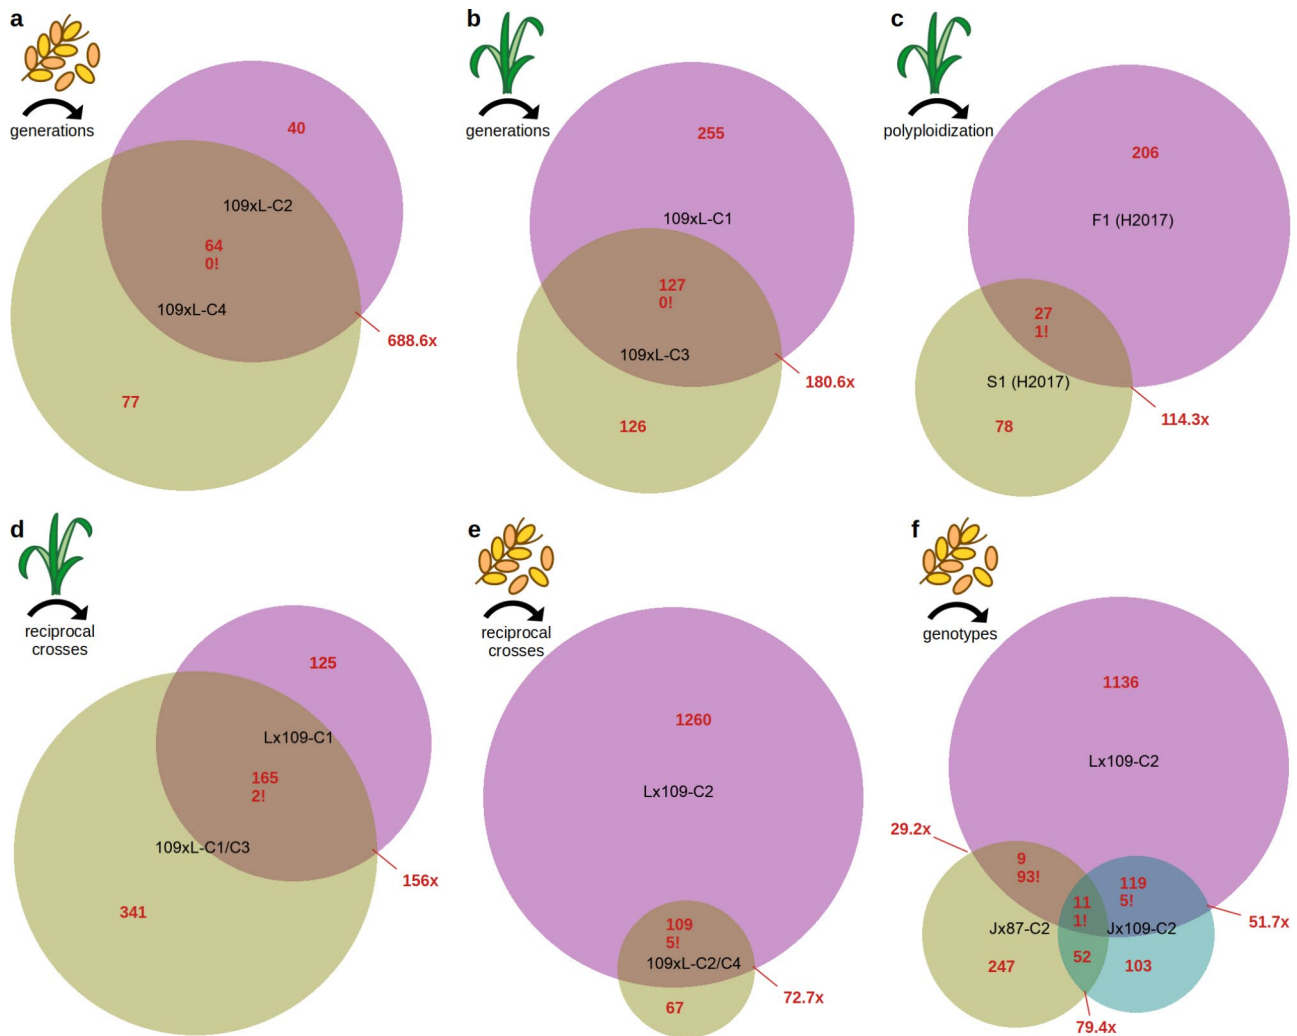 a
generations
40
109xL-C2
64
0!
109xL-C4
688.6x
77
b
generations
255
109xL-C1
127
0!
109xL-C3
180.6x
126
c
polyploidization
206
F1 (H2017)
27
1!
S1 (H2017)
114.3x
78
d
reciprocal
crosses
125
Lx109-C1
165
2!
109xL-C1/C3
156x
341
e
reciprocal
crosses
1260
Lx109-C2
109
5!
109xL-C2/C4
72.7x
67
f
genotypes
1136
Lx109-C2
29.2x
9
93!
119
5!
11
1!
51.7x
Jx87-C2
Jx109-C2
52
247
103
79.4x